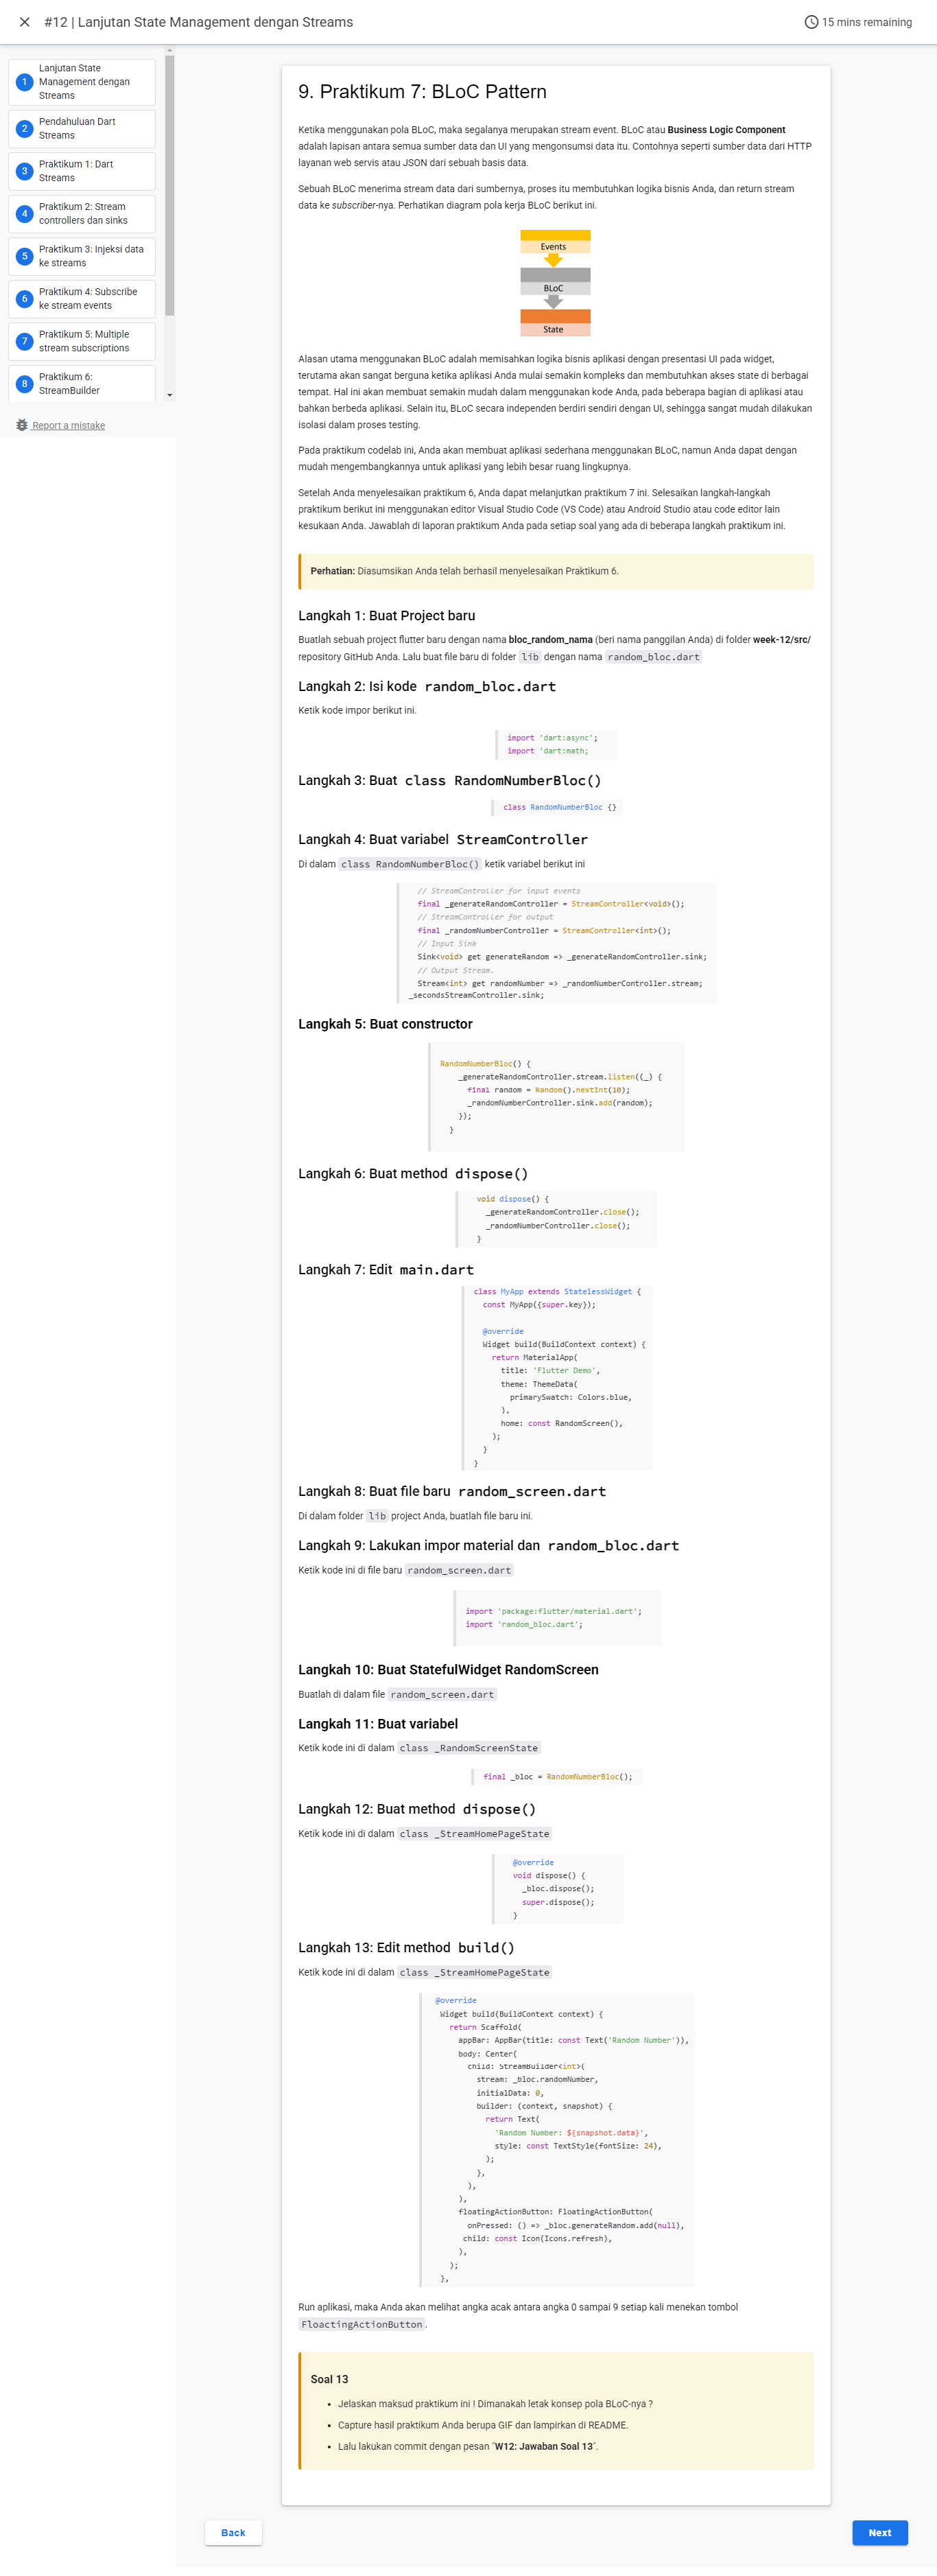 #12 | Lanjutan State Management dengan Streams
15 mins remaining
1
Lanjutan State
Management dengan
Streams
2
Pendahuluan Dart
Streams
3
Praktikum 1: Dart
Streams
4
Praktikum 2: Stream
controllers dan sinks
5
Praktikum 3: Injeksi data
ke streams
6
Praktikum 4: Subscribe
ke stream events
7
Praktikum 5: Multiple
stream subscriptions
8
Praktikum 6:
StreamBuilder
Report a mistake
9. Praktikum 7: BLoC Pattern
Ketika menggunakan pola BLoC, maka segalanya merupakan stream event. BLoC atau Business Logic Component
adalah lapisan antara semua sumber data dan UI yang mengonsumsi data itu. Contohnya seperti sumber data dari HTTP
layanan web servis atau JSON dari sebuah basis data.
Sebuah BLoC menerima stream data dari sumbernya, proses itu membutuhkan logika bisnis Anda, dan return stream
data ke subscriber-nya. Perhatikan diagram pola kerja BLoC berikut ini.
Events
BLoC
State
Alasan utama menggunakan BLoC adalah memisahkan logika bisnis aplikasi dengan presentasi UI pada widget,
terutama akan sangat berguna ketika aplikasi Anda mulai semakin kompleks dan membutuhkan akses state di berbagai
tempat. Hal ini akan membuat semakin mudah dalam menggunakan kode Anda, pada beberapa bagian di aplikasi atau
bahkan berbeda aplikasi. Selain itu, BLoC secara independen berdiri sendiri dengan UI, sehingga sangat mudah dilakukan
isolasi dalam proses testing.
Pada praktikum codelab ini, Anda akan membuat aplikasi sederhana menggunakan BLoC, namun Anda dapat dengan
mudah mengembangkannya untuk aplikasi yang lebih besar ruang lingkupnya.
Setelah Anda menyelesaian praktikum 6, Anda dapat melanjutkan praktikum 7 ini. Selesaikan langkah-langkah
praktikum berikut ini menggunakan editor Visual Studio Code (VS Code) atau Android Studio atau code editor lain
kesukaan Anda. Jawablah di laporan praktikum Anda pada setiap soal yang ada di beberapa langkah praktikum ini.
Perhatian: Diasumsikan Anda telah berhasil menyelesaikan Praktikum 6.
Langkah 1: Buat Project baru
Buatlah sebuah project flutter baru dengan nama bloc_random_nama (beri nama panggilan Anda) di folder week-12/src/
repository GitHub Anda. Lalu buat file baru di folder lib dengan nama random_bloc.dart
Langkah 2: Isi kode random_bloc.dart
Ketik kode impor berikut ini.
import 'dart:async';
import 'dart:math;
Langkah 3: Buat class RandomNumberBloc()
class RandomNumberBloc {}
Langkah 4: Buat variabel StreamController
Di dalam class RandomNumberBloc() ketik variabel berikut ini
// StreamController for input events
final _generateRandomController = StreamController<void>();
// StreamController for output
final _randomNumberController = StreamController<int>();
// Input Sink
Sink<void> get generateRandom => _generateRandomController.sink;
// Output Stream.
Stream<int> get randomNumber => _randomNumberController.stream;
_secondsStreamController.sink;
Langkah 5: Buat constructor
RandomNumberBloc() {
_generateRandomController.stream.listen((_) {
final random = Random().nextInt(10);
_randomNumberController.sink.add(random);
});
}
Langkah 6: Buat method dispose()
void dispose() {
_generateRandomController.close();
_randomNumberController.close();
}
Langkah 7: Edit main.dart
class MyApp extends StatelessWidget {
const MyApp({super.key});
@override
Widget build(BuildContext context) {
return MaterialApp(
title: 'Flutter Demo',
theme: ThemeData(
primarySwatch: Colors.blue,
),
home: const RandomScreen(),
);
}
}
Langkah 8: Buat file baru random_screen.dart
Di dalam folder lib project Anda, buatlah file baru ini.
Langkah 9: Lakukan impor material dan random_bloc.dart
Ketik kode ini di file baru random_screen.dart
import 'package:flutter/material.dart';
import 'random_bloc.dart';
Langkah 10: Buat StatefulWidget RandomScreen
Buatlah di dalam file random_screen.dart
Langkah 11: Buat variabel
Ketik kode ini di dalam class _RandomScreenState
final _bloc = RandomNumberBloc();
Langkah 12: Buat method dispose()
Ketik kode ini di dalam class _StreamHomePageState
@override
void dispose() {
_bloc.dispose();
super.dispose();
}
Langkah 13: Edit method build()
Ketik kode ini di dalam class _StreamHomePageState
@override
Widget build(BuildContext context) {
return Scaffold(
appBar: AppBar(title: const Text('Random Number')),
body: Center(
child: StreamBuilder<int>(
stream: _bloc.randomNumber,
initialData: 0,
builder: (context, snapshot) {
return Text(
'Random Number: ${snapshot.data}',
style: const TextStyle(fontSize: 24),
);
},
),
),
floatingActionButton: FloatingActionButton(
onPressed: () => _bloc.generateRandom.add(null),
child: const Icon(Icons.refresh),
),
);
},
Run aplikasi, maka Anda akan melihat angka acak antara angka 0 sampai 9 setiap kali menekan tombol
FloactingActionButton.
Soal 13
• Jelaskan maksud praktikum ini ! Dimanakah letak konsep pola BLoC-nya ?
• Capture hasil praktikum Anda berupa GIF dan lampirkan di README.
• Lalu lakukan commit dengan pesan "W12: Jawaban Soal 13".
Back
Next